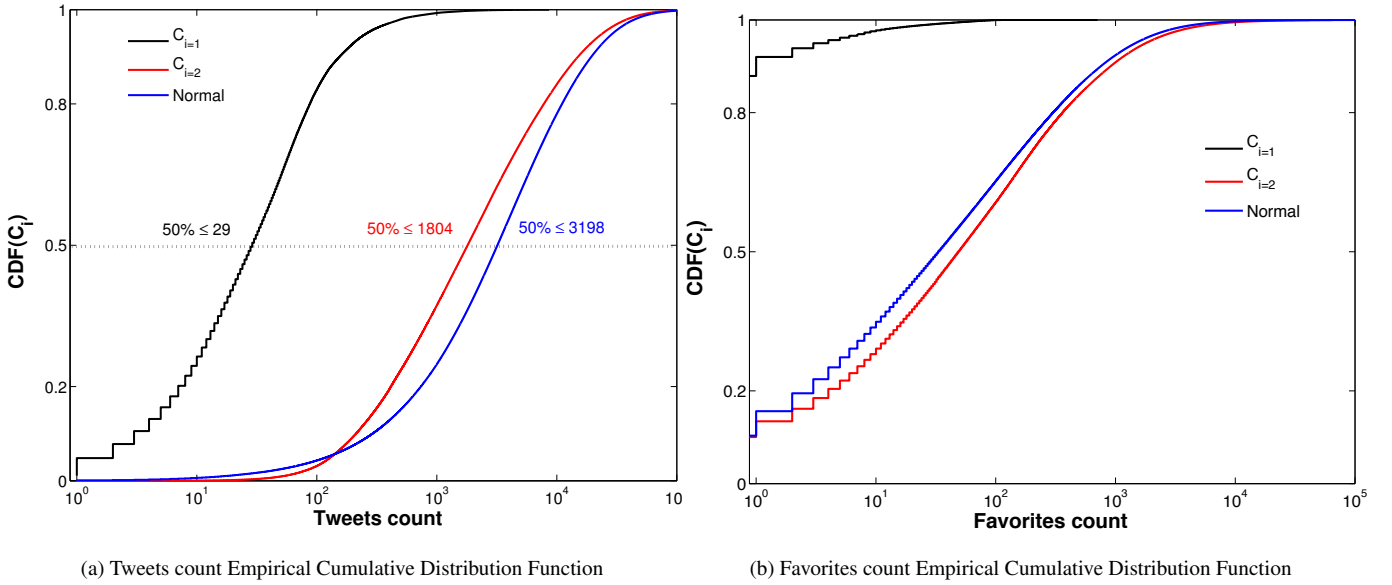 1
0.8
0.5
0.2
0
CDF(C_i)
C_{i=1}
C_{i=2}
Normal
50% ≤ 29
50% ≤ 1804
50% ≤ 3198
10^0
10^1
10^2
10^3
10^4
10
Tweets count
(a) Tweets count Empirical Cumulative Distribution Function
1
0.8
0.5
0.2
0
CDF(C_i)
C_{i=1}
C_{i=2}
Normal
10^0
10^1
10^2
10^3
10^4
10^5
Favorites count
(b) Favorites count Empirical Cumulative Distribution Function